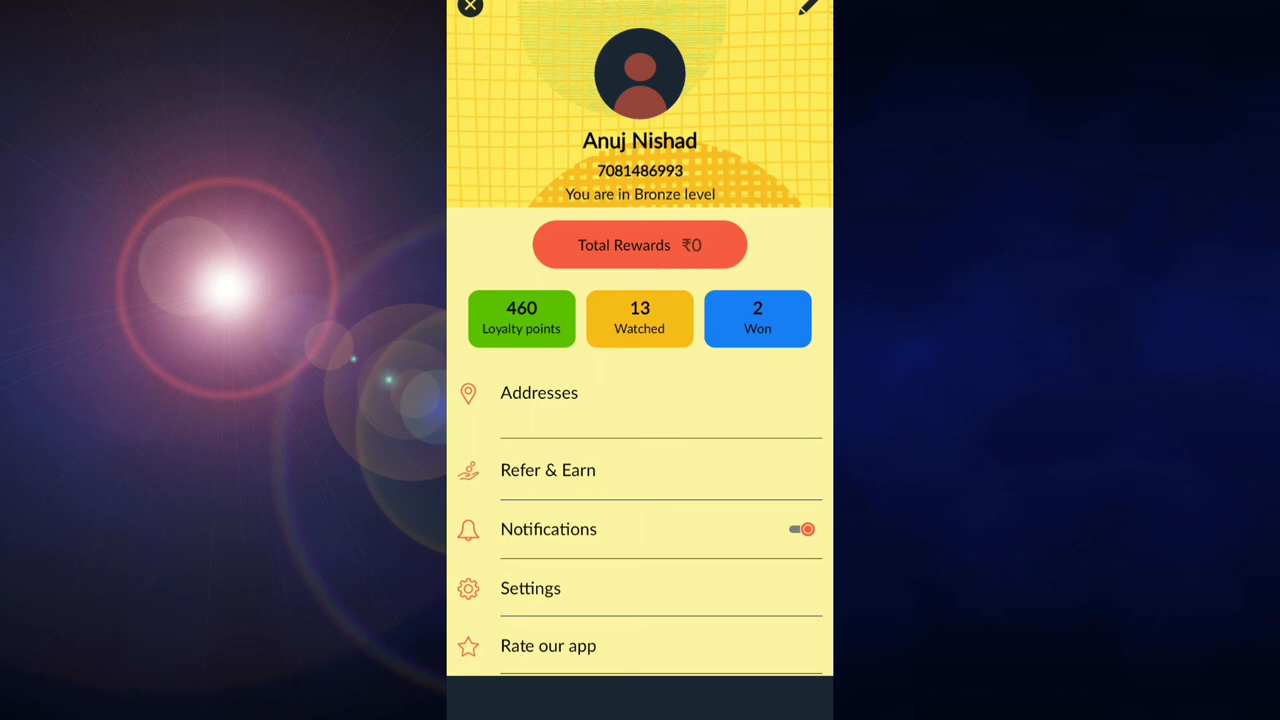 Anuj Nishad
7081486993
You are in Bronze level
Total Rewards ₹0
460
Loyalty points
13
Watched
2
Won
Addresses
Refer & Earn
Notifications
Settings
Rate our app